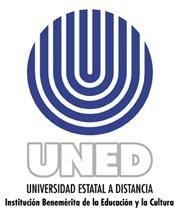 UNED
UNIVERSIDAD ESTATAL A DISTANCIA
Institución Benemérita de la Educación y la Cultura